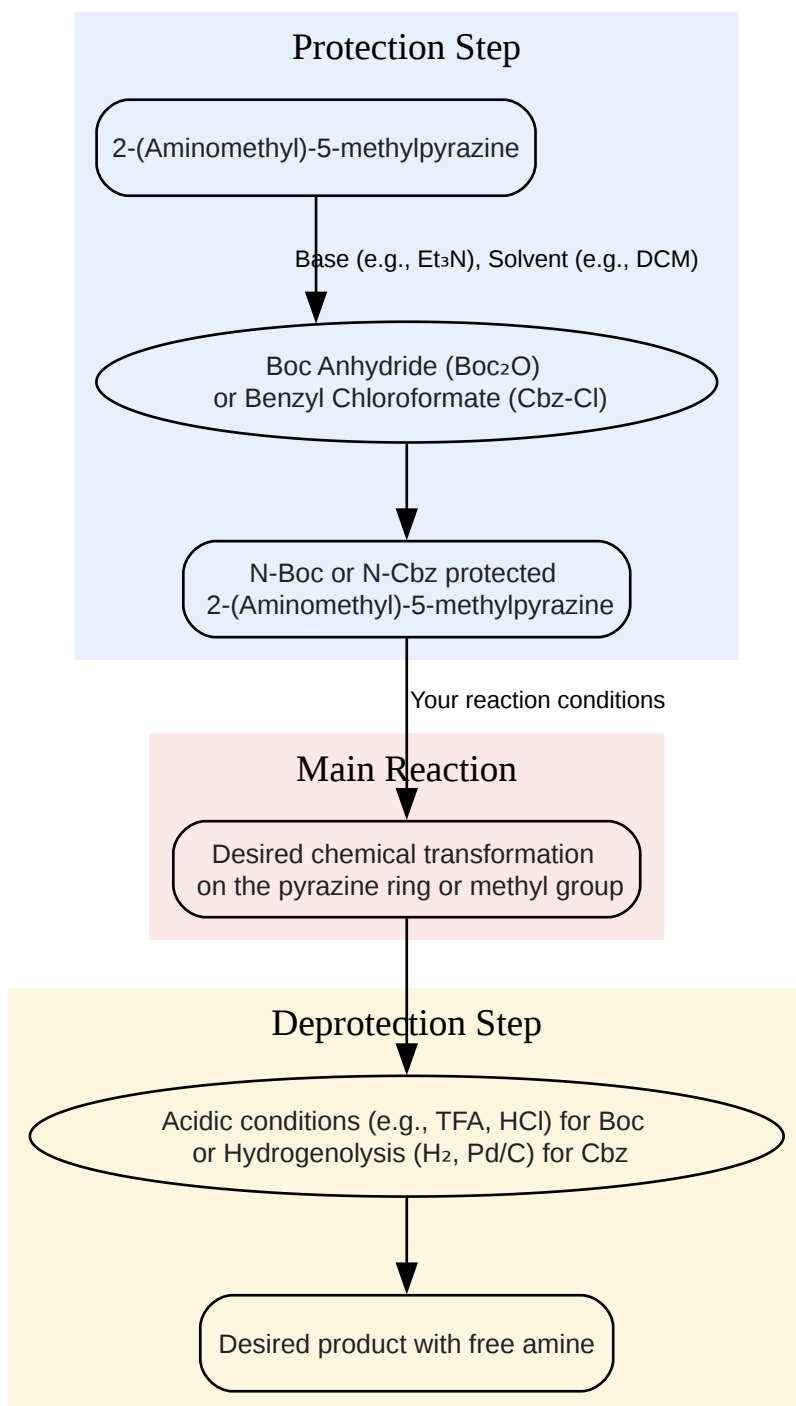 Protection Step
2-(Aminomethyl)-5-methylpyrazine
Base (e.g., Et₃N), Solvent (e.g., DCM)
Boc Anhydride (Boc₂O)
or Benzyl Chloroformate (Cbz-Cl)
N-Boc or N-Cbz protected
2-(Aminomethyl)-5-methylpyrazine
Your reaction conditions
Main Reaction
Desired chemical transformation
on the pyrazine ring or methyl group
Deprotection Step
Acidic conditions (e.g., TFA, HCl) for Boc
or Hydrogenolysis (H₂, Pd/C) for Cbz
Desired product with free amine